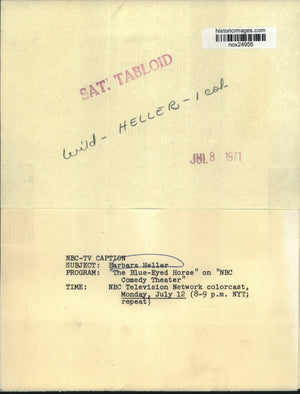 historicimages.com
nox24955
SAT. TABLOID
Wild - HELLER - 1 col
JUL 8 1971
NBC-TV CAPTION
SUBJECT: Barbara Heller
PROGRAM: "The Blue-Eyed Horse" on "NBC
Comedy Theater"
TIME: NBC Television Network colorcast,
Monday, July 12 (8-9 p.m. NYT;
repeat)